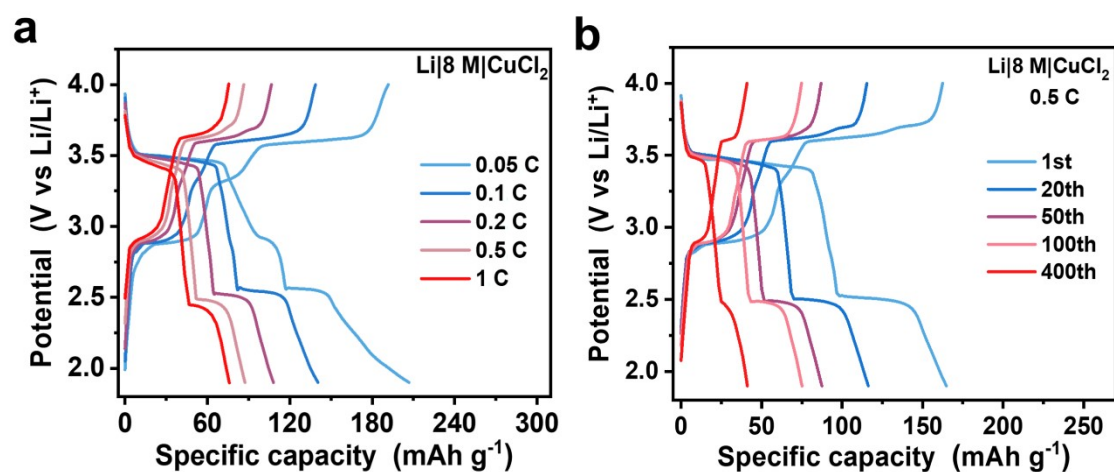 a
Li|8 M|CuCl₂
Potential (V vs Li/Li⁺)
4.0
3.5
3.0
2.5
2.0
0.05 C
0.1 C
0.2 C
0.5 C
1 C
0 60 120 180 240 300
Specific capacity (mAh g⁻¹)
b
Li|8 M|CuCl₂
0.5 C
Potential (V vs Li/Li⁺)
4.0
3.5
3.0
2.5
2.0
1st
20th
50th
100th
400th
0 50 100 150 200 250
Specific capacity (mAh g⁻¹)